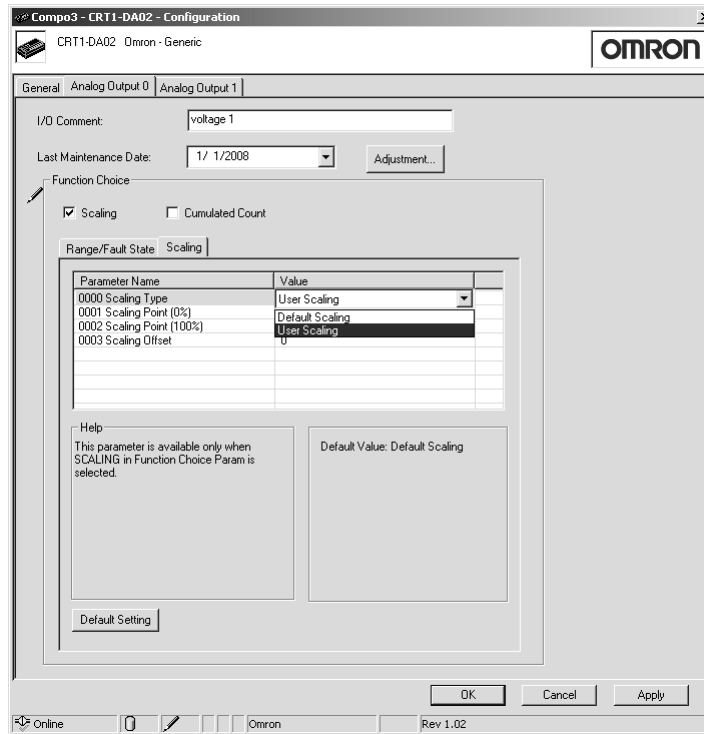 Compo3 - CRT1-DA02 - Configuration
CRT1-DA02 Omron - Generic
OMRON
General Analog Output 0 Analog Output 1
I/O Comment: voltage 1
Last Maintenance Date: 1/ 1/2008 Adjustment...
Function Choice
Scaling Cumulated Count
Range/Fault State Scaling
Parameter Name Value
0000 Scaling Type User Scaling
0001 Scaling Point (0%) Default Scaling
0002 Scaling Point (100%) User Scaling
0003 Scaling Offset 0
Help
This parameter is available only when
SCALING in Function Choice Param is
selected.
Default Value: Default Scaling
Default Setting
OK Cancel Apply
Online Omron Rev 1.02